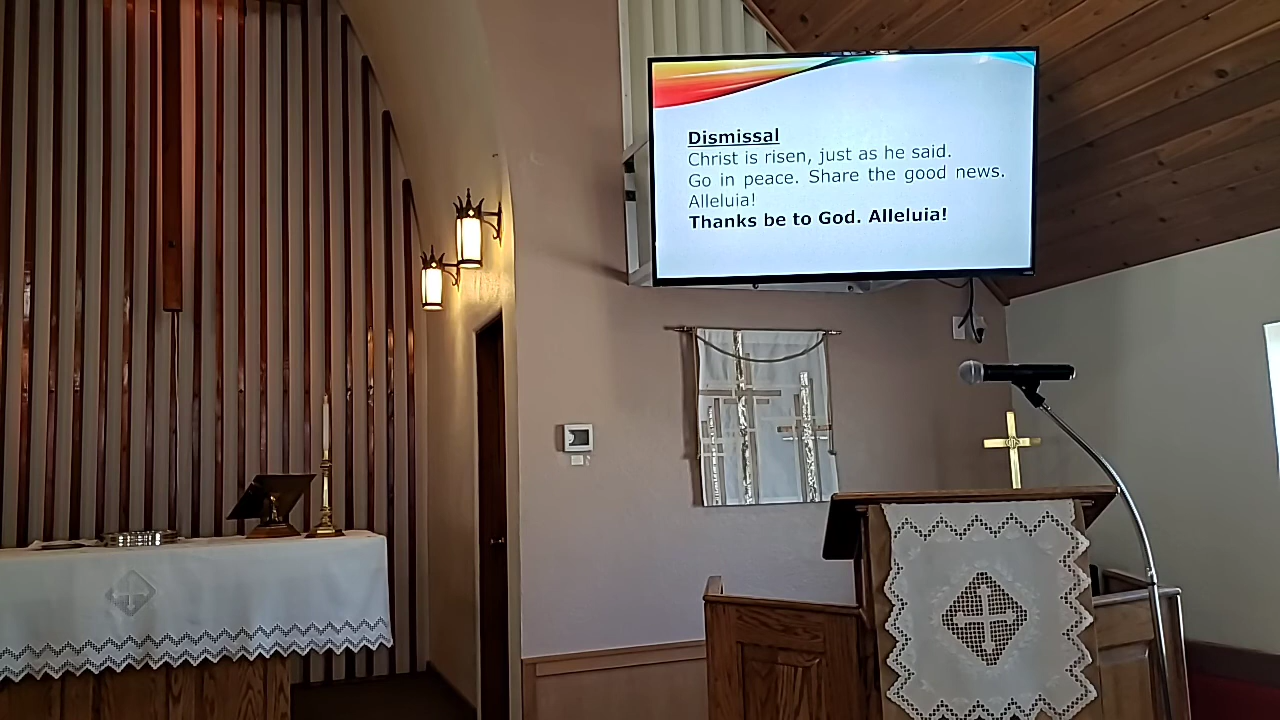 Dismissal
Christ is risen, just as he said.
Go in peace. Share the good news.
Alleluia!
Thanks be to God. Alleluia!